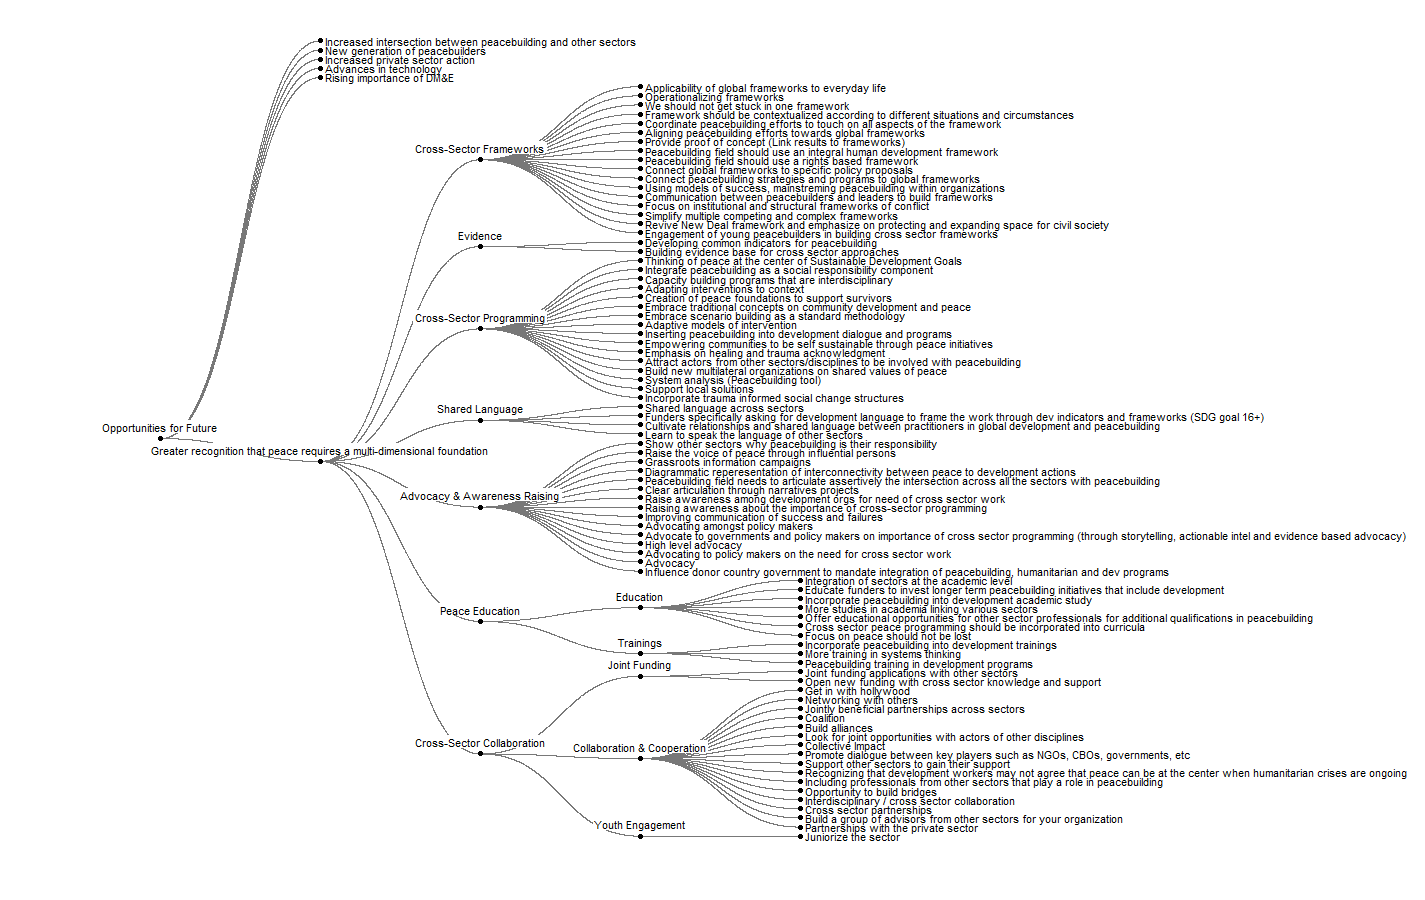 Increased intersection between peacebuilding and other sectors
New generation of peacebuilders
Increased private sector action
Advances in technology
Rising importance of DM&E
Opportunities for Future
Greater recognition that peace requires a multi-dimensional foundation
Cross-Sector Frameworks
Applicability of global frameworks to everyday life
Operationalizing frameworks
We should not get stuck in one framework
Framework should be contextualized according to different situations and circumstances
Coordinate peacebuilding efforts to touch on all aspects of the framework
Aligning peacebuilding efforts towards global frameworks
Provide proof of concept (Link results to frameworks)
Peacebuilding field should use an integral human development framework
Peacebuilding field should use a rights based framework
Connect global frameworks to specific policy proposals
Connect peacebuilding strategies and programs to global frameworks
Using models of success, mainstreming peacebuilding within organizations
Communication between peacebuilders and leaders to build frameworks
Focus on institutional and structural frameworks of conflict
Simplify multiple competing and complex frameworks
Revive New Deal framework and emphasize on protecting and expanding space for civil society
Engagement of young peacebuilders in building cross sector frameworks
Evidence
Developing common indicators for peacebuilding
Building evidence base for cross sector approaches
Cross-Sector Programming
Thinking of peace at the center of Sustainable Development Goals
Integrate peacebuilding as a social responsibility component
Capacity building programs that are interdisciplinary
Adapting interventions to context
Creation of peace foundations to support survivors
Embrace traditional concepts on community development and peace
Embrace scenario building as a standard methodology
Adaptive models of intervention
Inserting peacebuilding into development dialogue and programs
Empowering communities to be self sustainable through peace initiatives
Emphasis on healing and trauma acknowledgment
Attract actors from other sectors/disciplines to be involved with peacebuilding
Build new multilateral organizations on shared values of peace
System analysis (Peacebuilding tool)
Support local solutions
Incorporate trauma informed social change structures
Shared Language
Shared language across sectors
Funders specifically asking for development language to frame the work through dev indicators and frameworks (SDG goal 16+)
Cultivate relationships and shared language between practitioners in global development and peacebuilding
Learn to speak the language of other sectors
Advocacy & Awareness Raising
Show other sectors why peacebuilding is their responsibility
Raise the voice of peace through influential persons
Grassroots information campaigns
Diagrammatic reperesentation of interconectivity between peace to development actions
Peacebuilding field needs to articulate assertively the intersection across all the sectors with peacebuilding
Clear articulation through narratives projects
Raise awareness among development orgs for need of cross sector work
Raising awareness about the importance of cross-sector programming
Improving communication of success and failures
Advocating amongst policy makers
Advocate to governments and policy makers on importance of cross sector programming (through storytelling, actionable intel and evidence based advocacy)
High level advocacy
Advocating to policy makers on the need for cross sector work
Advocacy
Influence donor country government to mandate integration of peacebuilding, humanitarian and dev programs
Peace Education
Education
Integration of sectors at the academic level
Educate funders to invest longer term peacebuilding initiatives that include development
Incorporate peacebuilding into development academic study
More studies in academia linking various sectors
Offer educational opportunities for other sector professionals for additional qualifications in peacebuilding
Cross sector peace programming should be incorporated into curricula
Focus on peace should not be lost
Trainings
Incorporate peacebuilding into development trainings
More training in systems thinking
Peacebuilding training in development programs
Cross-Sector Collaboration
Joint Funding
Joint funding applications with other sectors
Open new funding with cross sector knowledge and support
Collaboration & Cooperation
Get in with hollywood
Networking with others
Jointly beneficial partnerships across sectors
Coalition
Build alliances
Look for joint opportunities with actors of other disciplines
Collective Impact
Promote dialogue between key players such as NGOs, CBOs, governments, etc
Support other sectors to gain their support
Recognizing that development workers may not agree that peace can be at the center when humanitarian crises are ongoing
Including professionals from other sectors that play a role in peacebuilding
Opportunity to build bridges
Interdisciplinary / cross sector collaboration
Cross sector partnerships
Build a group of advisors from other sectors for your organization
Partnerships with the private sector
Youth Engagement
Juniorize the sector